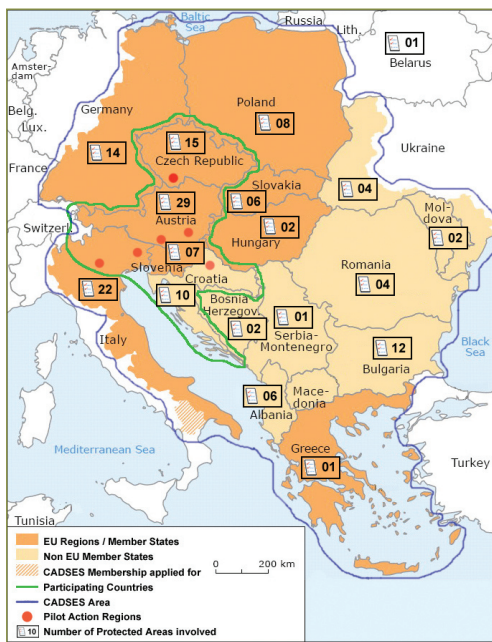 Baltic
Sea
Russia
Lith.
01
Belarus
Amster-
dam
Germany
Poland
Belg.
Lux.
08
15
Czech Republic
14
France
Ukraine
Slovakia
04
29
06
Austria
02
Mol-
dova
Switzerl.
Hungary
02
07
Slovenia
Romania
Croatia
22
10
04
Bosnia
Herzegov.
01
02
Serbia-
Montenegro
12
Italy
Bulgaria
Black
Sea
06
Albania
Mace-
donia
Greece
Mediterranean Sea
01
Turkey
Tunisia
EU Regions / Member States
Non EU Member States
CADSES Membership applied for
0 200 km
Participating Countries
CADSES Area
Pilot Action Regions
10 Number of Protected Areas involved